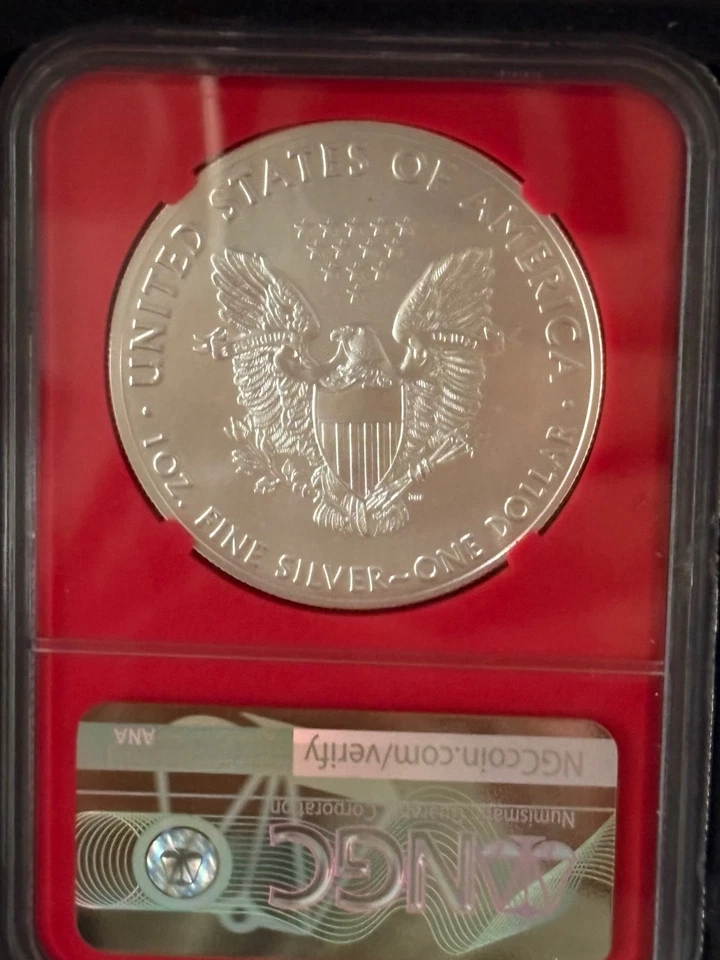 UNITED STATES OF AMERICA
· 1 OZ. FINE SILVER~ONE DOLLAR ·
NGCcoin.com/verify
ANA
Numismatic Guaranty Corporation
NGC